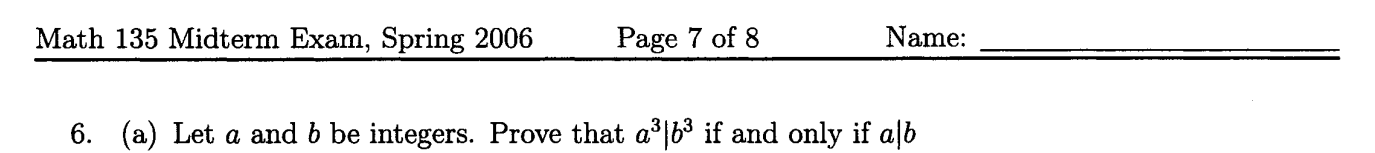 Math 135 Midterm Exam, Spring 2006 Page 7 of 8 Name:
6. (a) Let a and b be integers. Prove that a³|b³ if and only if a|b